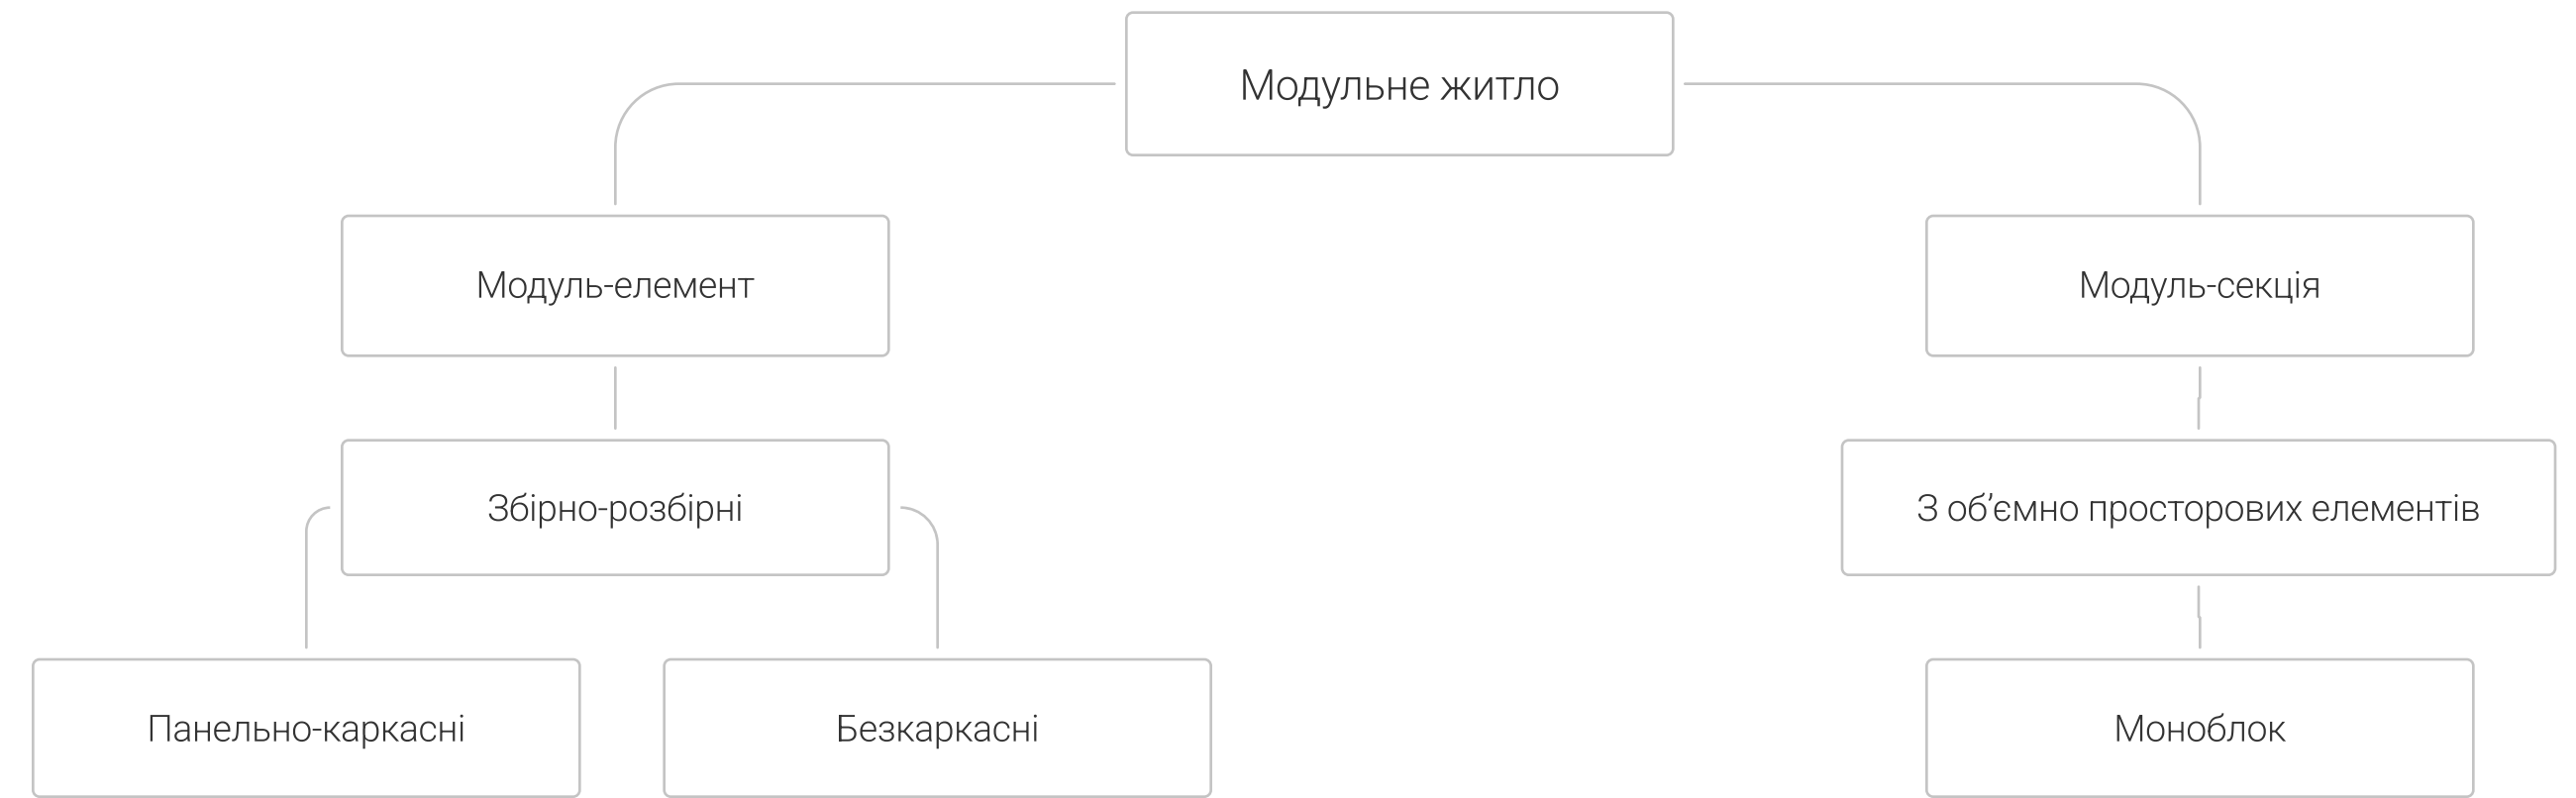 Модульне житло
Модуль-елемент
Модуль-секція
Збірно-розбірні
З об’ємно просторових елементів
Панельно-каркасні
Безкаркасні
Моноблок